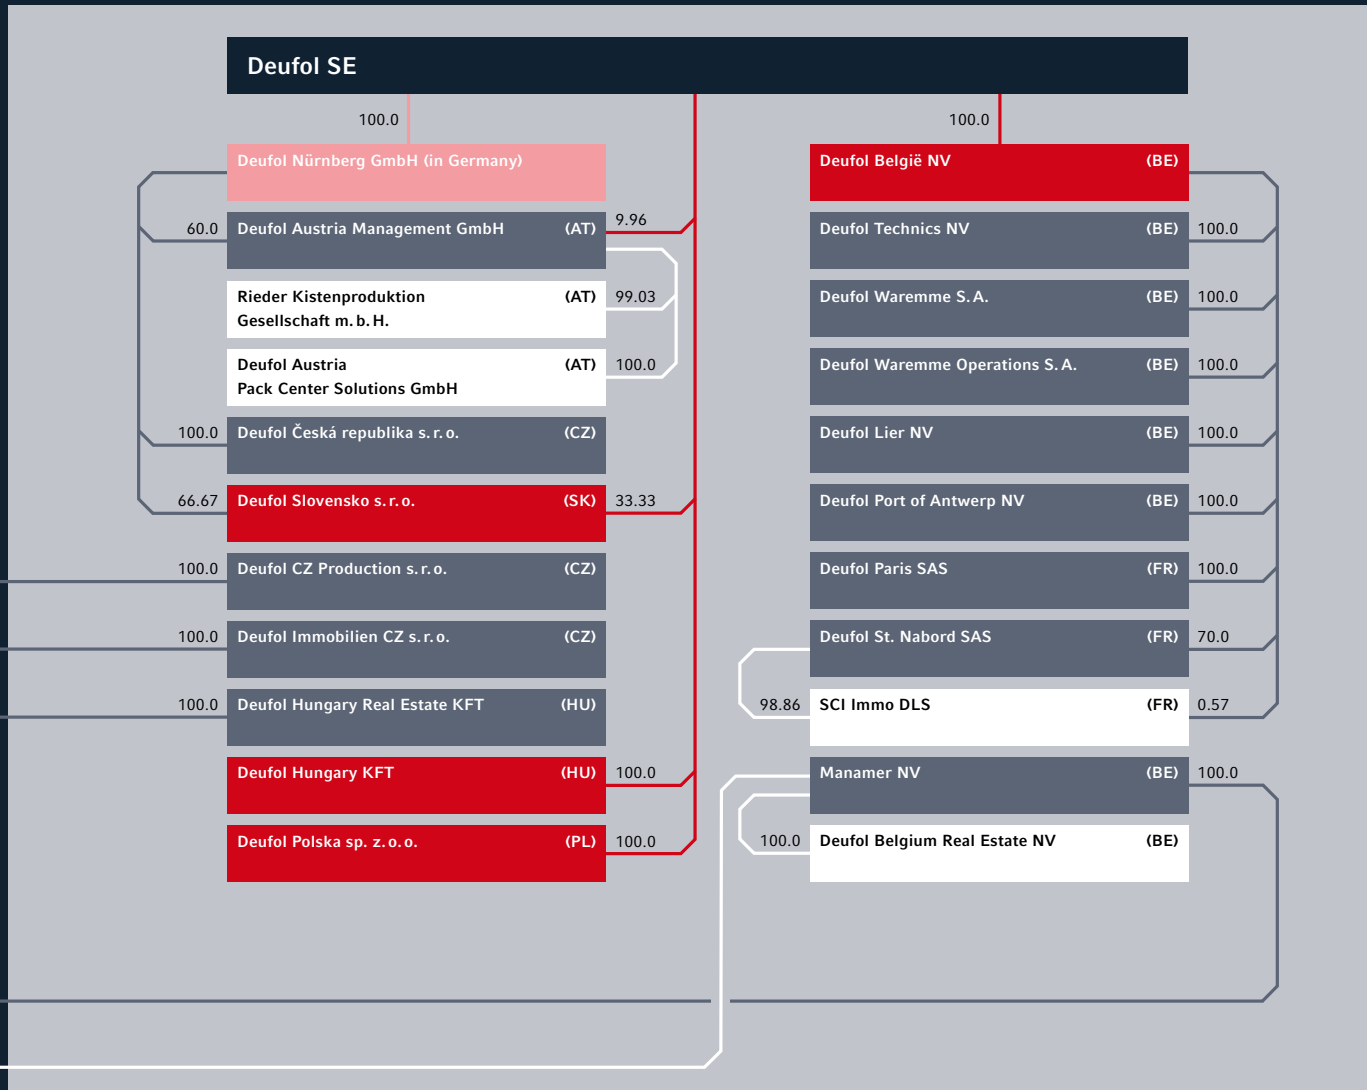 Deufol SE
100.0
Deufol Nürnberg GmbH (in Germany)
60.0 Deufol Austria Management GmbH (AT) 9.96
Rieder Kistenproduktion (AT) 99.03
Gesellschaft m. b. H.
Deufol Austria (AT) 100.0
Pack Center Solutions GmbH
100.0 Deufol Česká republika s. r. o. (CZ)
66.67 Deufol Slovensko s. r. o. (SK) 33.33
100.0 Deufol CZ Production s. r. o. (CZ)
100.0 Deufol Immobilien CZ s. r. o. (CZ)
100.0 Deufol Hungary Real Estate KFT (HU)
Deufol Hungary KFT (HU) 100.0
Deufol Polska sp. z. o. o. (PL) 100.0
100.0
Deufol België NV (BE)
Deufol Technics NV (BE) 100.0
Deufol Waremme S. A. (BE) 100.0
Deufol Waremme Operations S. A. (BE) 100.0
Deufol Lier NV (BE) 100.0
Deufol Port of Antwerp NV (BE) 100.0
Deufol Paris SAS (FR) 100.0
Deufol St. Nabord SAS (FR) 70.0
98.86 SCI Immo DLS (FR) 0.57
Manamer NV (BE) 100.0
100.0 Deufol Belgium Real Estate NV (BE)